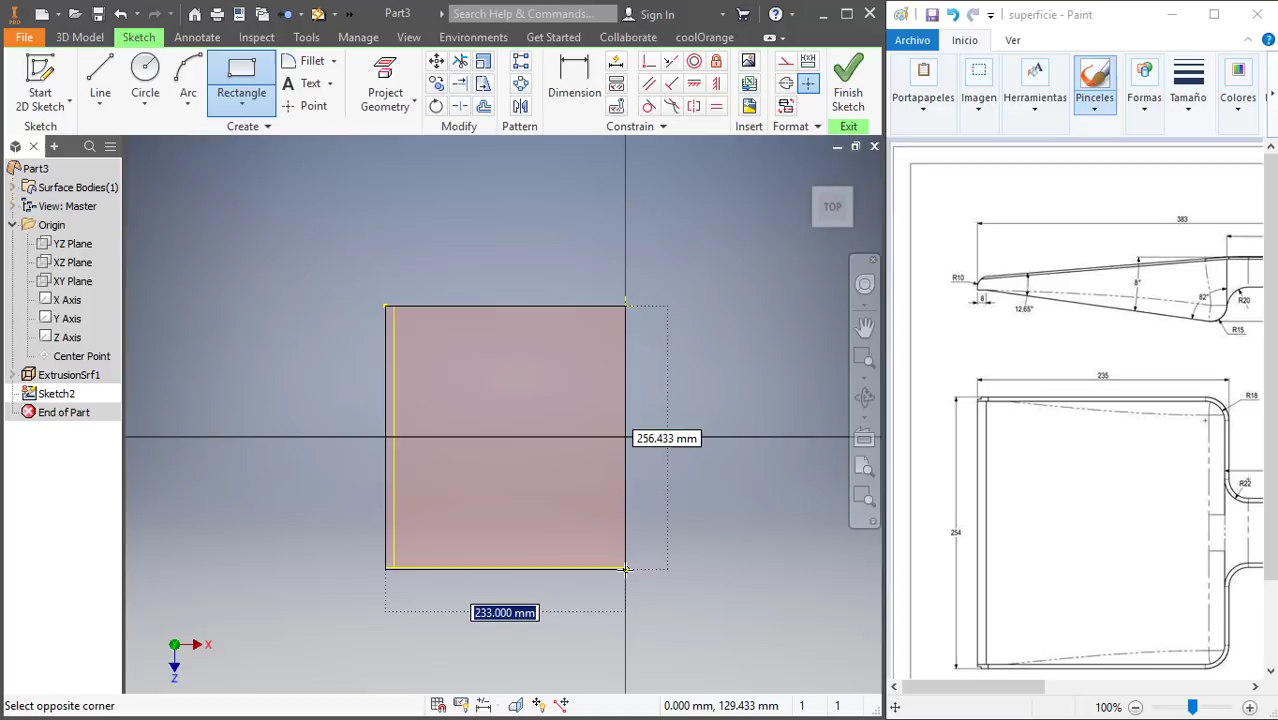 PRO
Part3
Search Help & Commands...
Sign In
superficie - Paint
File
3D Model
Sketch
Annotate
Inspect
Tools
Manage
View
Environments
Get Started
Collaborate
coolOrange
Archivo
Inicio
Ver
Start
2D Sketch
Line
Circle
Arc
Rectangle
Fillet
Text
Point
Project
Geometry
Dimension
Finish
Sketch
Portapapeles
Imagen
Herramientas
Pinceles
Formas
Tamaño
Colores
Sketch
Create
Modify
Pattern
Constrain
Insert
Format
Exit
Part3
Surface Bodies(1)
View: Master
Origin
YZ Plane
XZ Plane
XY Plane
X Axis
Y Axis
Z Axis
Center Point
ExtrusionSrf1
Sketch2
End of Part
TOP
256.433 mm
233.000 mm
X
Z
383
R10
8
12,65°
8°
82°
R20
R15
235
R18
R22
254
Select opposite corner
0.000 mm, 129.433 mm
1
1
100%